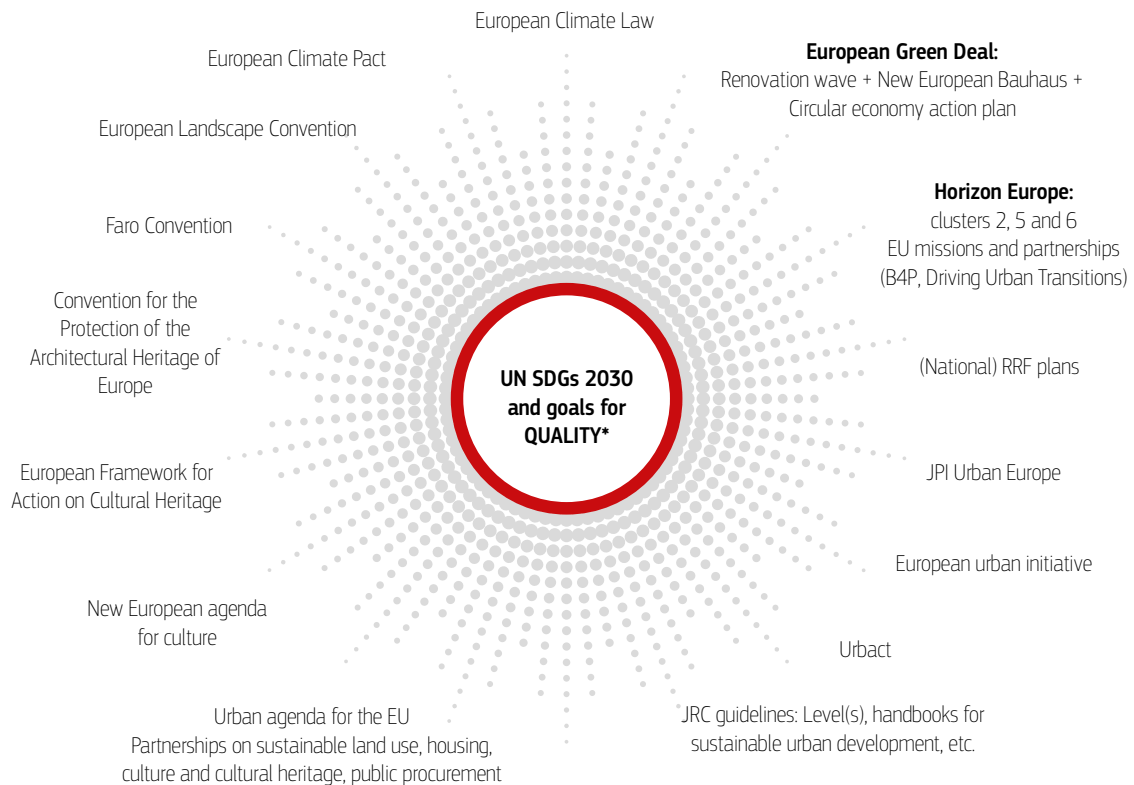 European Climate Law
European Climate Pact
European Green Deal:
Renovation wave + New European Bauhaus +
Circular economy action plan
European Landscape Convention
Horizon Europe:
clusters 2, 5 and 6
EU missions and partnerships
(B4P, Driving Urban Transitions)
Faro Convention
Convention for the
Protection of the
Architectural Heritage of
Europe
(National) RRF plans
UN SDGs 2030
and goals for
QUALITY*
European Framework for
Action on Cultural Heritage
JPI Urban Europe
European urban initiative
New European agenda
for culture
Urbact
Urban agenda for the EU
Partnerships on sustainable land use, housing,
culture and cultural heritage, public procurement
JRC guidelines: Level(s), handbooks for
sustainable urban development, etc.